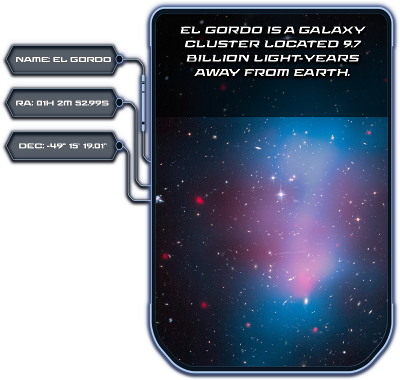 EL GORDO IS A GALAXY
CLUSTER LOCATED 9.7
BILLION LIGHT-YEARS
AWAY FROM EARTH.
NAME: EL GORDO
RA: 01H 2M 52.99S
DEC: -49° 15' 19.01"